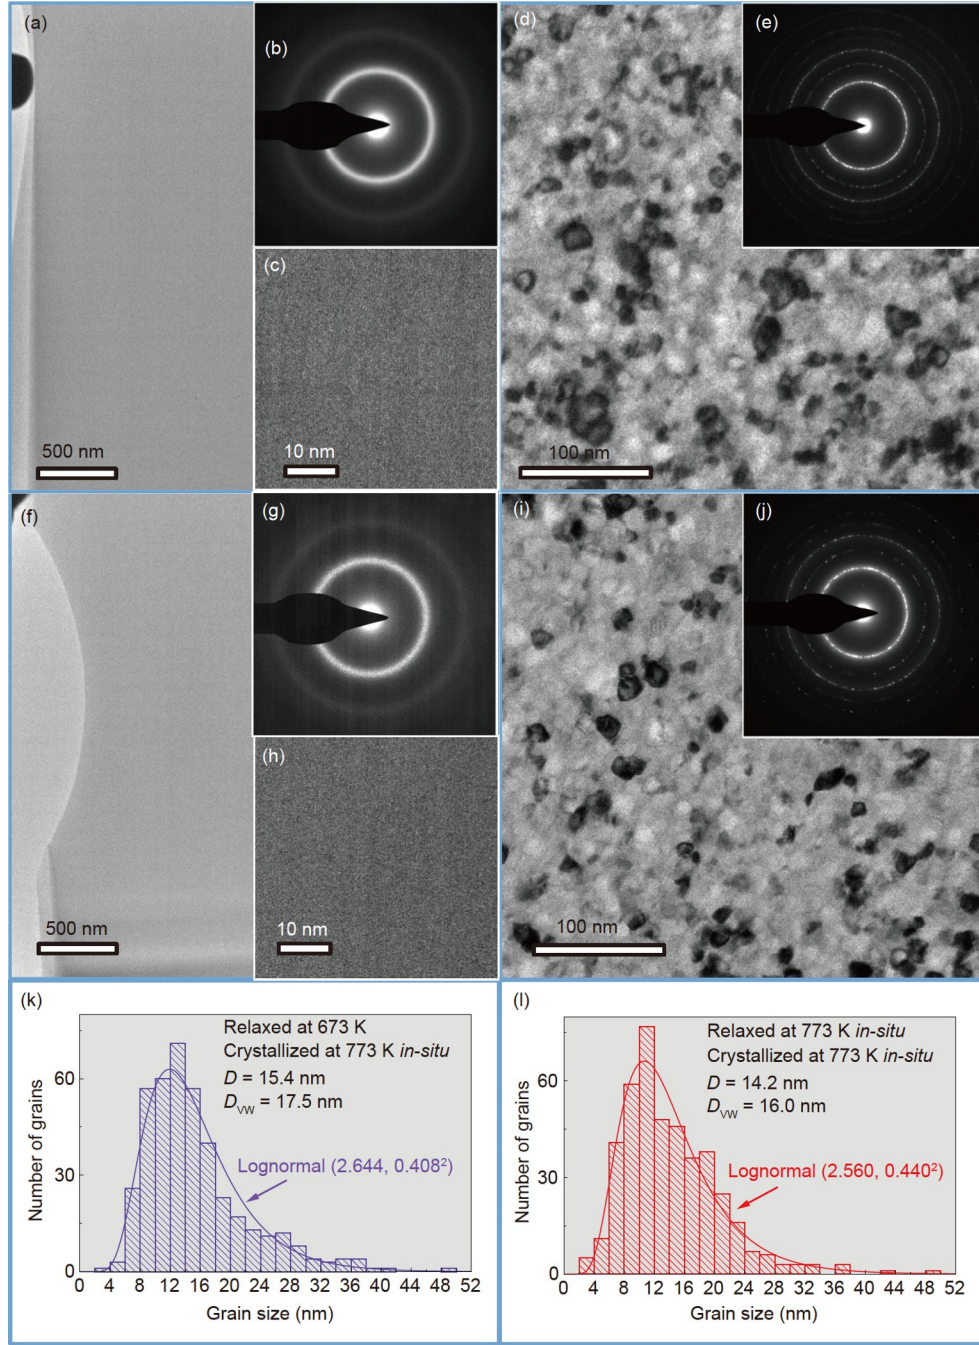 (a)
500 nm
(b)
(c)
10 nm
(d)
100 nm
(e)
(f)
500 nm
(g)
(h)
10 nm
(i)
100 nm
(j)
(k)
Relaxed at 673 K
Crystallized at 773 K in-situ
D = 15.4 nm
D_VW = 17.5 nm
Lognormal (2.644, 0.408²)
Number of grains
60
30
0
0 4 8 12 16 20 24 28 32 36 40 44 48 52
Grain size (nm)
(l)
Relaxed at 773 K in-situ
Crystallized at 773 K in-situ
D = 14.2 nm
D_VW = 16.0 nm
Lognormal (2.560, 0.440²)
Number of grains
60
30
0
0 4 8 12 16 20 24 28 32 36 40 44 48 52
Grain size (nm)